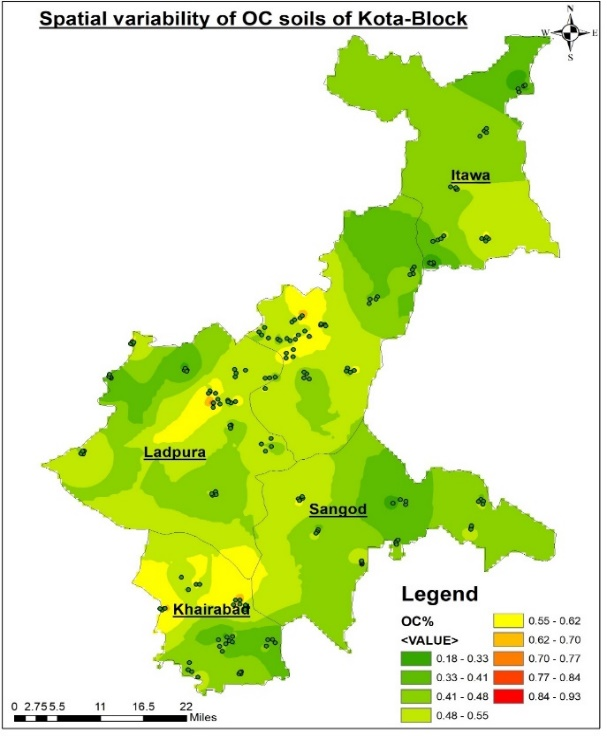 Spatial variability of OC soils of Kota-Block
N
W E
S
Itawa
Ladpura
Sangod
Khairabad
Legend
OC%
<VALUE>
0.18 - 0.33
0.33 - 0.41
0.41 - 0.48
0.48 - 0.55
0.55 - 0.62
0.62 - 0.70
0.70 - 0.77
0.77 - 0.84
0.84 - 0.93
0 2.75 5.5 11 16.5 22
Miles